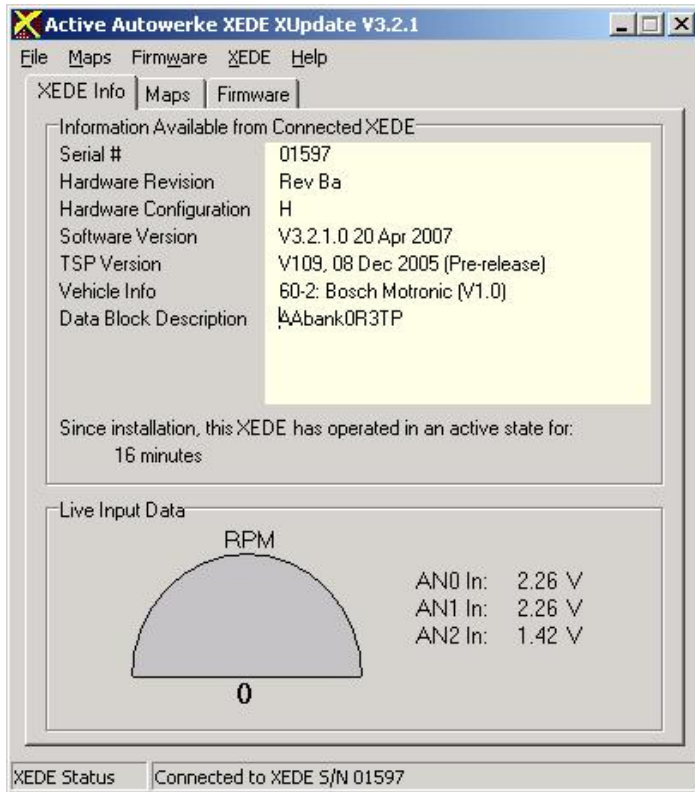 Active Autowerke XEDE XUpdate V3.2.1
File Maps Firmware XEDE Help
XEDE Info Maps Firmware
Information Available from Connected XEDE
Serial # 01597
Hardware Revision Rev Ba
Hardware Configuration H
Software Version V3.2.1.0 20 Apr 2007
TSP Version V109, 08 Dec 2005 (Pre-release)
Vehicle Info 60-2: Bosch Motronic (V1.0)
Data Block Description AAbank0R3TP
Since installation, this XEDE has operated in an active state for:
16 minutes
Live Input Data
RPM
AN0 In: 2.26 V
AN1 In: 2.26 V
AN2 In: 1.42 V
0
XEDE Status Connected to XEDE S/N 01597